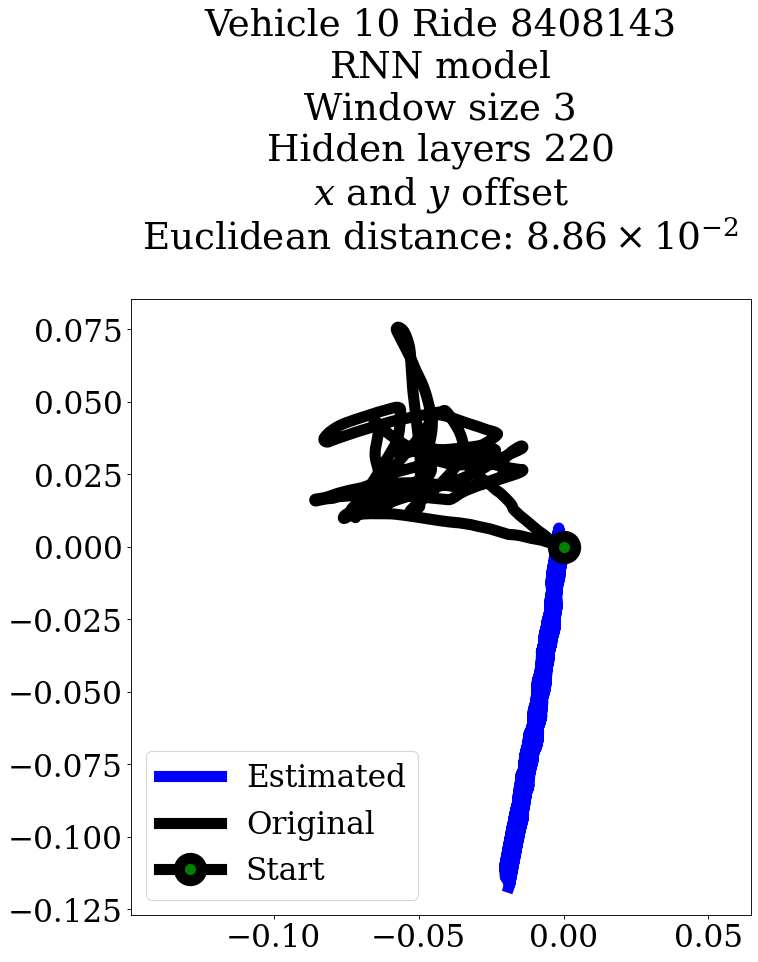 Vehicle 10 Ride 8408143
RNN model
Window size 3
Hidden layers 220
x and y offset
Euclidean distance: 8.86 × 10⁻²
0.075
0.050
0.025
0.000
−0.025
−0.050
−0.075
−0.100
−0.125
Estimated
Original
Start
−0.10 −0.05 0.00 0.05